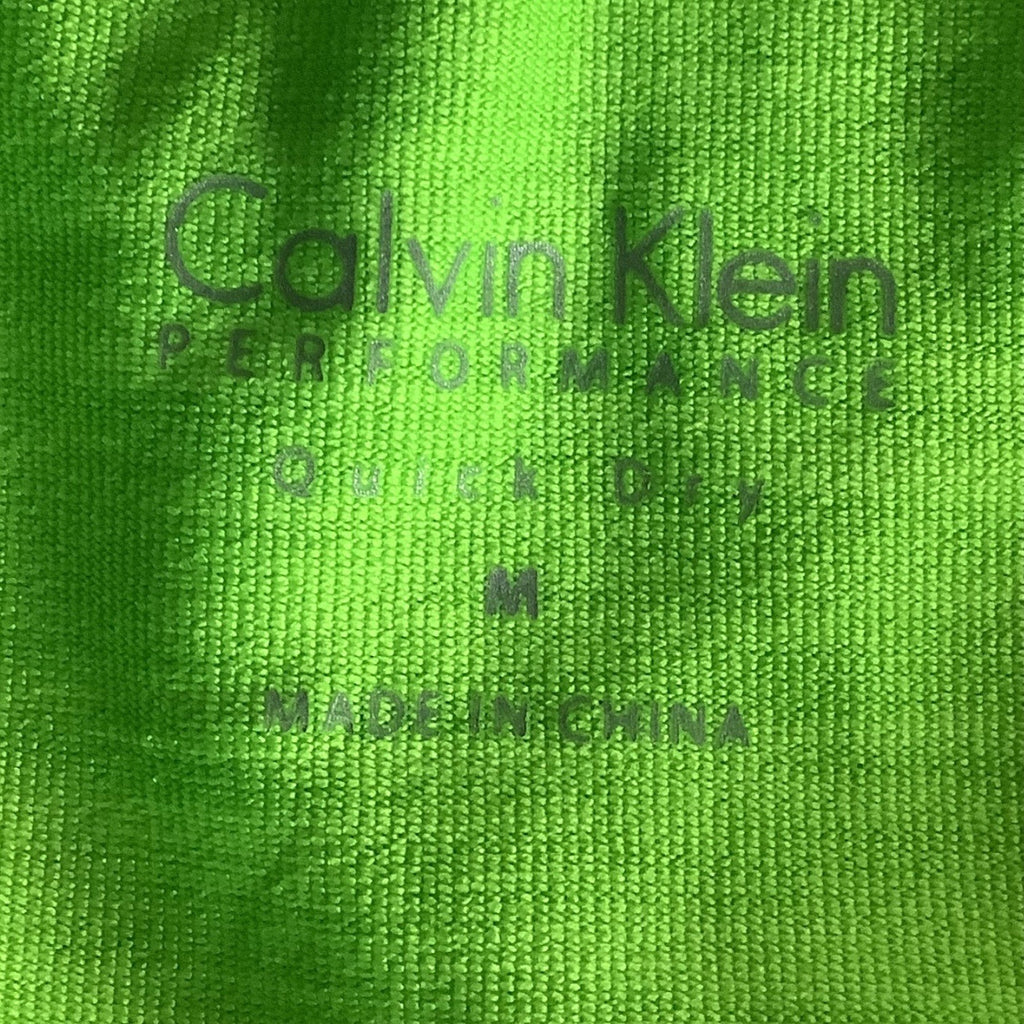 Calvin Klein
PERFORMANCE
Quick Dry
M
MADE IN CHINA